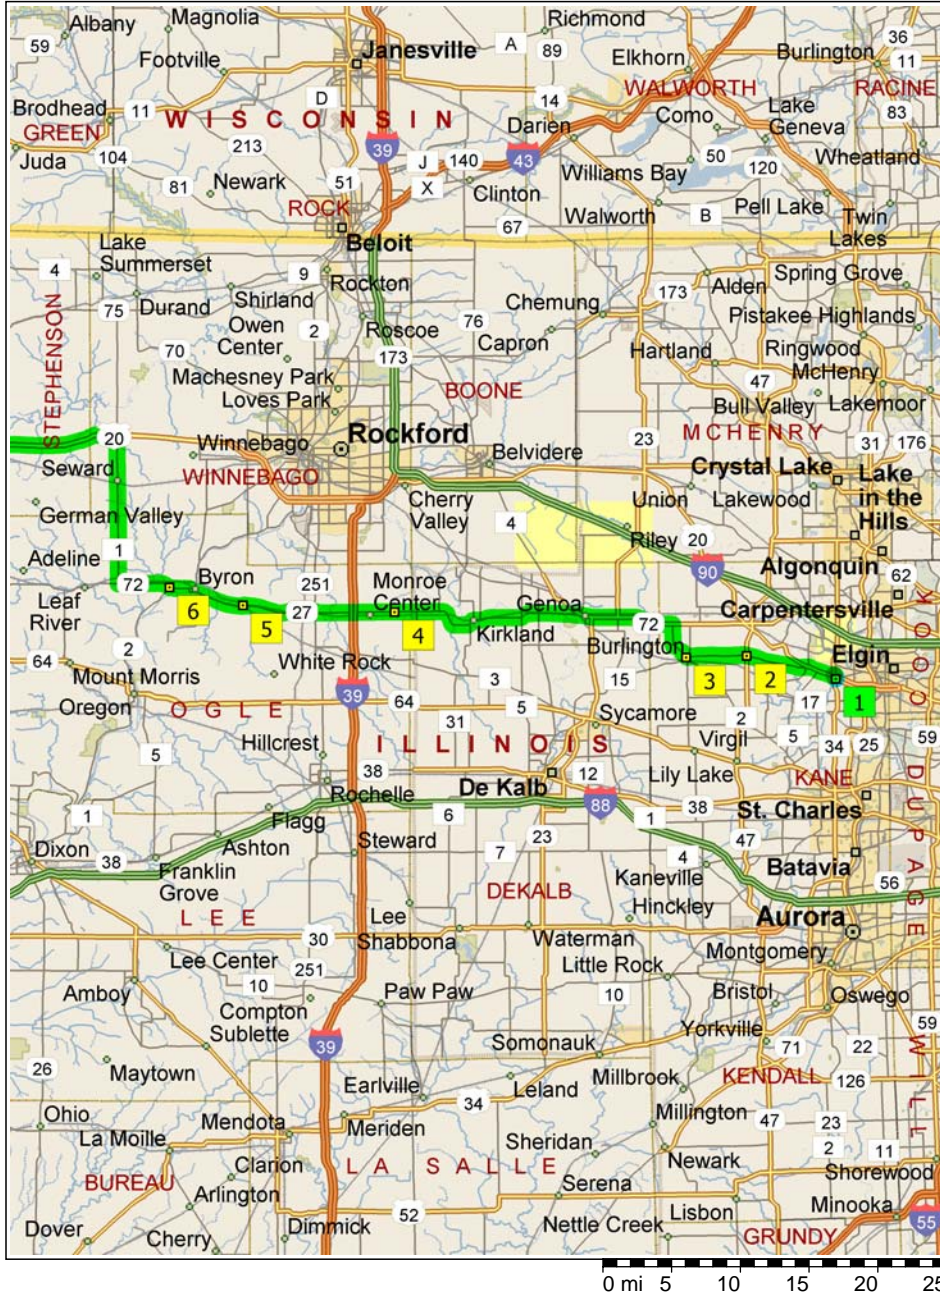 Albany
Magnolia
Richmond
36
59
A
89
Elkhorn
Burlington
11
Footville
Janesville
WALWORTH
RACINE
D
14
Como
Lake
Geneva
83
Brodhead
11
WISCONSIN
Darien
GREEN
213
39
J
140
43
Juda
104
X
50
120
Wheatland
81
Newark
51
Clinton
Williams Bay
ROCK
67
Walworth
B
Pell Lake
Twin
Lakes
Beloit
Lake
Summerset
4
9
Rockton
Spring Grove
75
Durand
Shirland
Chemung
173
Alden
STEPHENSON
Owen
Center
2
Roscoe
76
Capron
Pistakee Highlands
70
173
Hartland
Ringwood
McHenry
Machesney Park
Loves Park
BOONE
47
Bull Valley
Lakemoor
20
Winnebago
Rockford
23
MCHENRY
31
176
Seward
WINNEBAGO
Belvidere
Crystal Lake
Lake
in the
Hills
German Valley
Cherry
Valley
4
Union
Lakewood
Riley
20
Adeline
1
90
Algonquin
72
Byron
251
Monroe
Center
62
Leaf
River
6
5
27
4
Genoa
Kirkland
72
Carpentersville
COOK
2
White Rock
Burlington
Elgin
64
Mount Morris
3
15
3
2
1
Oregon
OGLE
39
64
5
17
31
Sycamore
2
5
34
25
59
5
Hillcrest
ILLINOIS
Virgil
38
12
Lily Lake
KANE
DUPAGE
De Kalb
Rochelle
88
38
St. Charles
1
Flagg
6
1
Dixon
38
Ashton
Steward
23
47
Franklin
Grove
7
4
Batavia
Kaneville
56
LEE
Lee
DEKALB
Hinckley
Aurora
30
Shabbona
Waterman
Montgomery
Lee Center
251
Little Rock
10
Amboy
Paw Paw
10
Bristol
Oswego
Compton
Sublette
39
Yorkville
59
Somonauk
71
22
WILL
26
Maytown
Earlville
Leland
Millbrook
KENDALL
126
Ohio
34
Mendota
Meriden
Millington
47
23
La Moille
Sheridan
2
11
Clarion
LA SALLE
Newark
Shorewood
BUREAU
Arlington
Serena
52
Lisbon
Minooka
Dover
Cherry
Dimmick
Nettle Creek
GRUNDY
55
0 mi 5 10 15 20 25